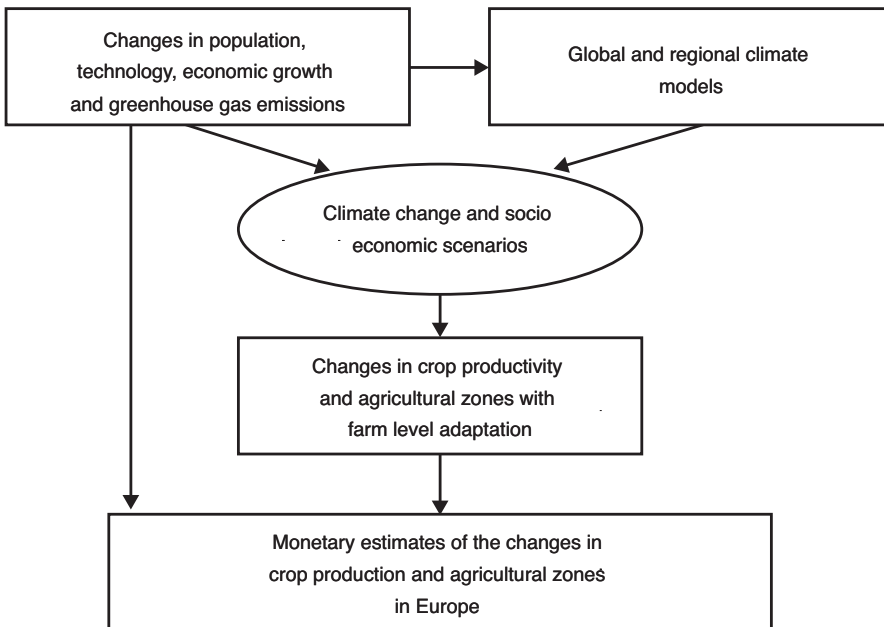 Changes in population,
technology, economic growth
and greenhouse gas emissions
Global and regional climate
models
Climate change and socio
economic scenarios
Changes in crop productivity
and agricultural zones with
farm level adaptation
Monetary estimates of the changes in
crop production and agricultural zones
in Europe